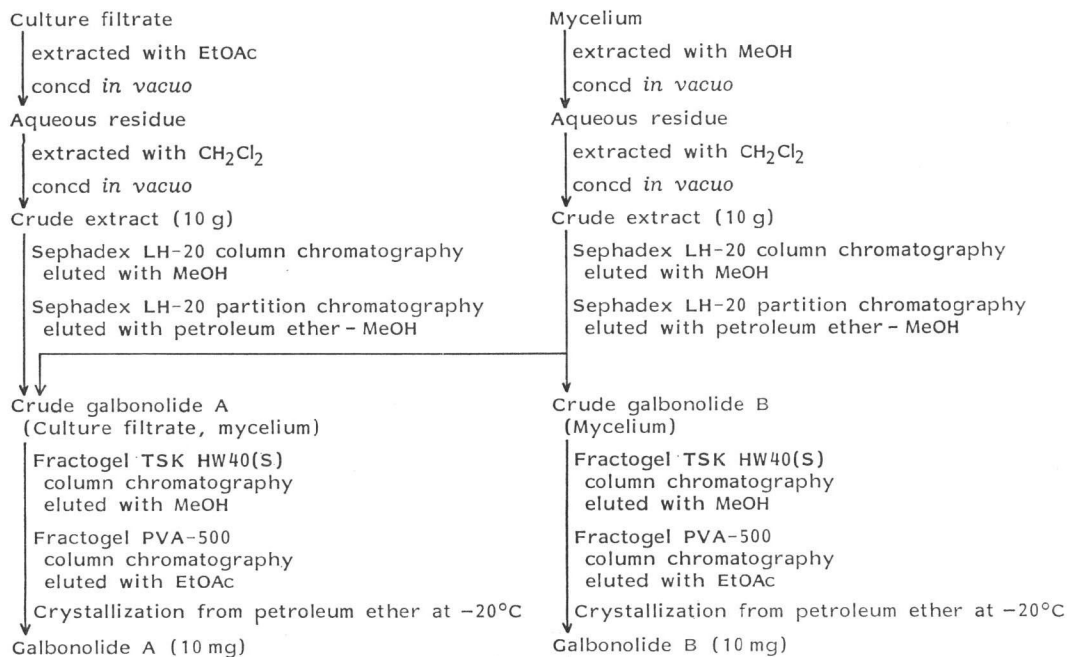 Culture filtrate
extracted with EtOAc
concd in vacuo
Aqueous residue
extracted with CH2Cl2
concd in vacuo
Crude extract (10 g)
Sephadex LH-20 column chromatography
eluted with MeOH
Sephadex LH-20 partition chromatography
eluted with petroleum ether - MeOH
Crude galbonolide A
(Culture filtrate, mycelium)
Fractogel TSK HW40(S)
column chromatography
eluted with MeOH
Fractogel PVA-500
column chromatography
eluted with EtOAc
Crystallization from petroleum ether at -20°C
Galbonolide A (10 mg)
Mycelium
extracted with MeOH
concd in vacuo
Aqueous residue
extracted with CH2Cl2
concd in vacuo
Crude extract (10 g)
Sephadex LH-20 column chromatography
eluted with MeOH
Sephadex LH-20 partition chromatography
eluted with petroleum ether - MeOH
Crude galbonolide B
(Mycelium)
Fractogel TSK HW40(S)
column chromatography
eluted with MeOH
Fractogel PVA-500
column chromatography
eluted with EtOAc
Crystallization from petroleum ether at -20°C
Galbonolide B (10 mg)